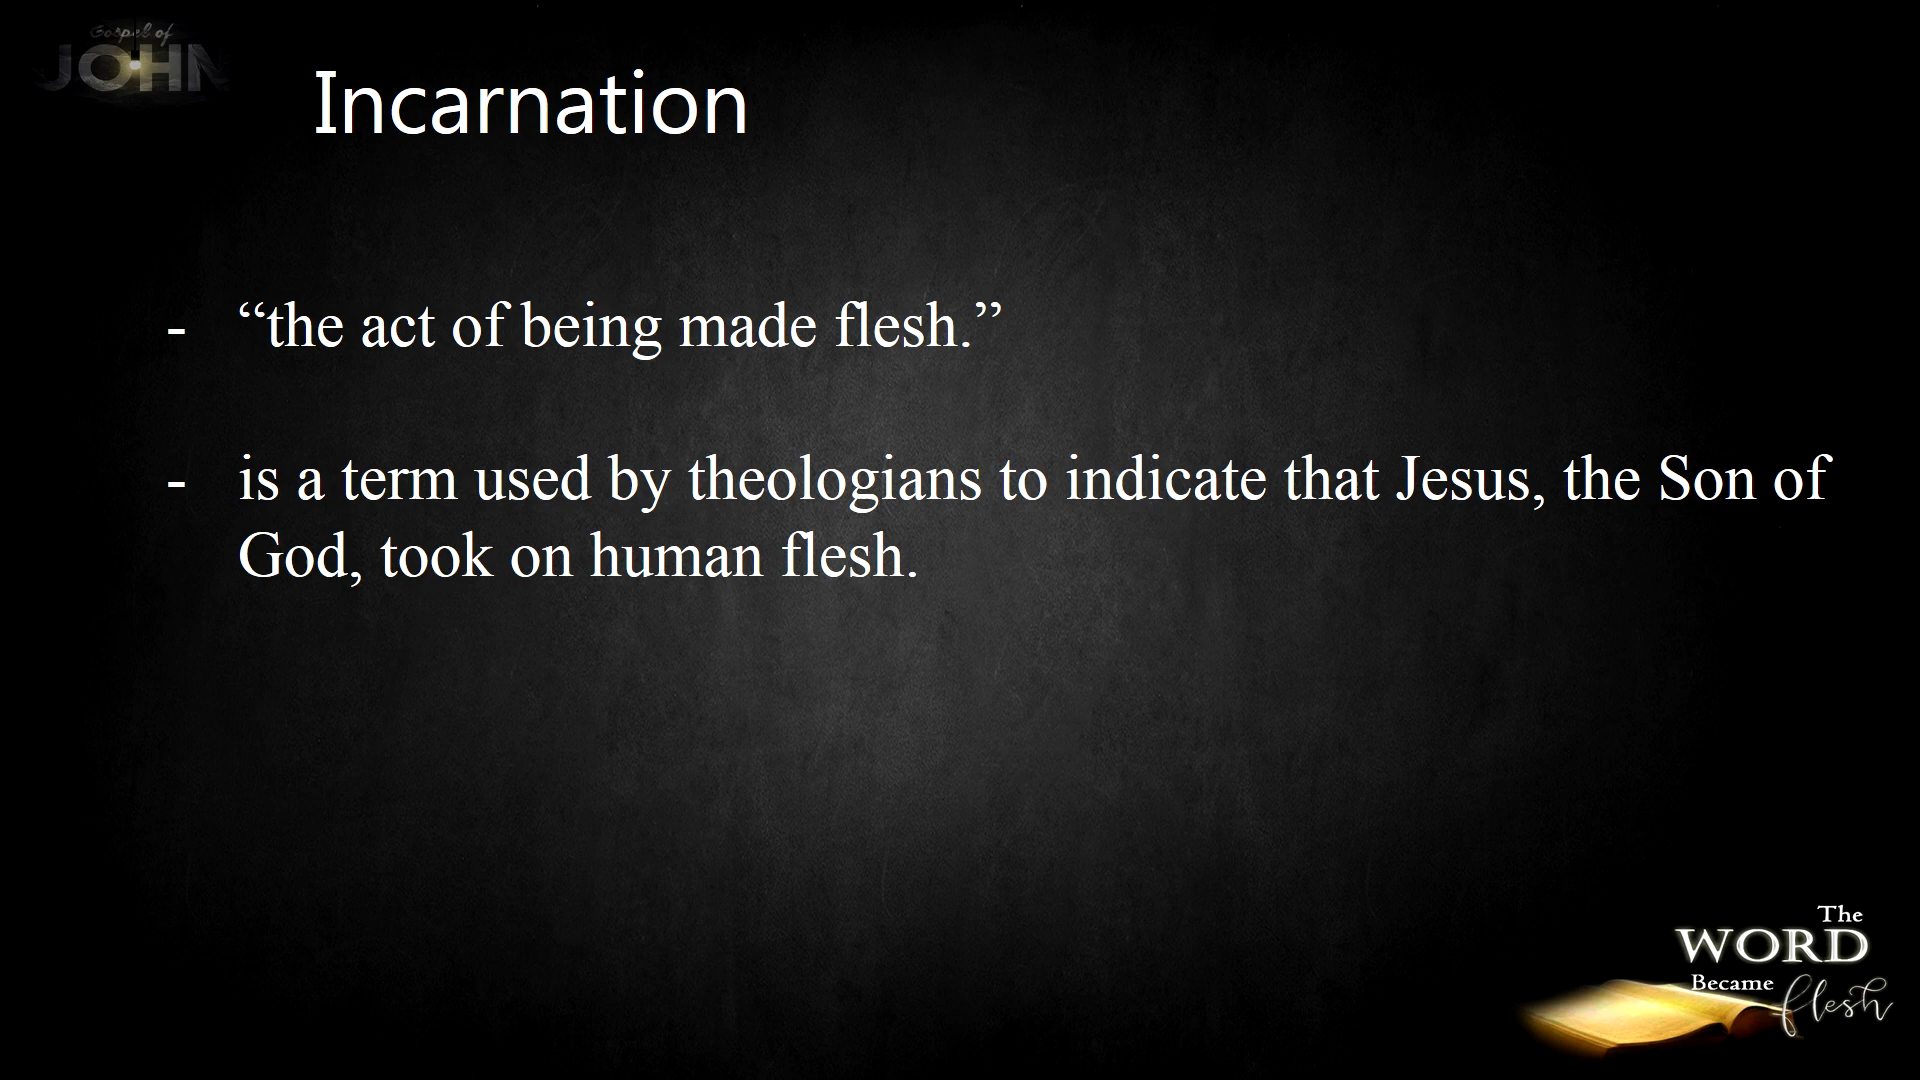 Gospel of
JOHN
Incarnation
- “the act of being made flesh.”
- is a term used by theologians to indicate that Jesus, the Son of
God, took on human flesh.
The
WORD
Became
flesh